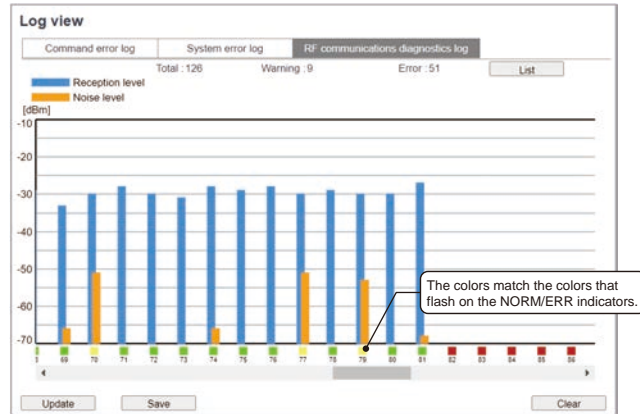 Log view
Command error log System error log RF communications diagnostics log
Total : 126 Warning : 9 Error : 51 List
Reception level
Noise level
[dBm]
-10
-20
-30
-40
-50
-60
-70
The colors match the colors that
flash on the NORM/ERR indicators.
69 70 71 72 73 74 75 76 77 78 79 80 81 82 83 84 85 86
Update Save Clear